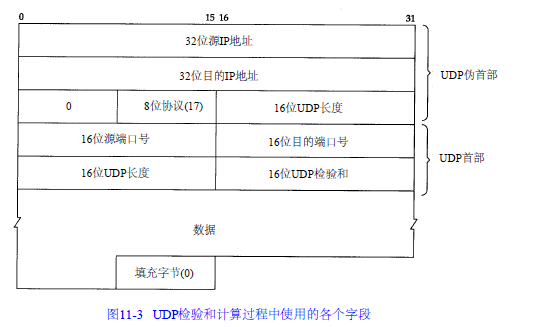 0 15 16 31
32位源IP地址
32位目的IP地址
UDP伪首部
0 8位协议(17) 16位UDP长度
16位源端口号 16位目的端口号
UDP首部
16位UDP长度 16位UDP检验和
数据
填充字节(0)
图11-3 UDP检验和计算过程中使用的各个字段